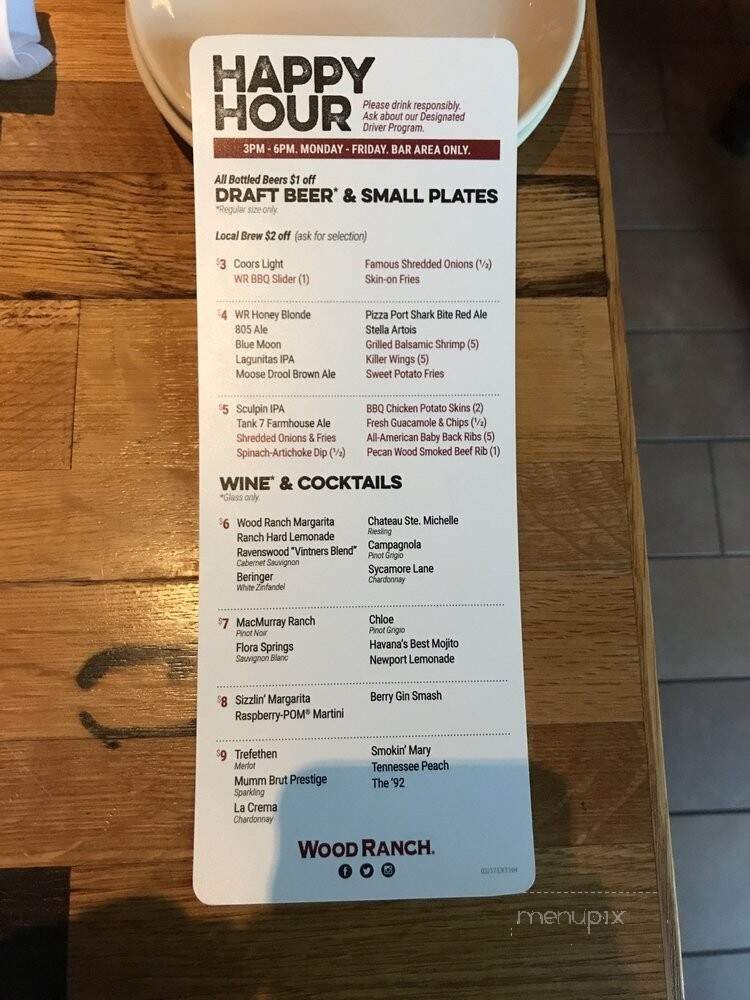 HAPPY
HOUR
Please drink responsibly.
Ask about our Designated
Driver Program.
3PM - 6PM. MONDAY - FRIDAY. BAR AREA ONLY.
All Bottled Beers $1 off
DRAFT BEER* & SMALL PLATES
*Regular size only.
Local Brew $2 off (ask for selection)
$3 Coors Light
WR BBQ Slider (1)
Famous Shredded Onions (½)
Skin-on Fries
$4 WR Honey Blonde
805 Ale
Blue Moon
Lagunitas IPA
Moose Drool Brown Ale
Pizza Port Shark Bite Red Ale
Stella Artois
Grilled Balsamic Shrimp (5)
Killer Wings (5)
Sweet Potato Fries
$5 Sculpin IPA
Tank 7 Farmhouse Ale
Shredded Onions & Fries
Spinach-Artichoke Dip (½)
BBQ Chicken Potato Skins (2)
Fresh Guacamole & Chips (½)
All-American Baby Back Ribs (5)
Pecan Wood Smoked Beef Rib (1)
WINE* & COCKTAILS
*Glass only.
$6 Wood Ranch Margarita
Ranch Hard Lemonade
Ravenswood "Vintners Blend"
Cabernet Sauvignon
Beringer
White Zinfandel
Chateau Ste. Michelle
Riesling
Campagnola
Pinot Grigio
Sycamore Lane
Chardonnay
$7 MacMurray Ranch
Pinot Noir
Flora Springs
Sauvignon Blanc
Chloe
Pinot Grigio
Havana's Best Mojito
Newport Lemonade
$8 Sizzlin' Margarita
Raspberry-POM® Martini
Berry Gin Smash
$9 Trefethen
Merlot
Mumm Brut Prestige
Sparkling
La Crema
Chardonnay
Smokin' Mary
Tennessee Peach
The '92
WOOD RANCH.
menupix